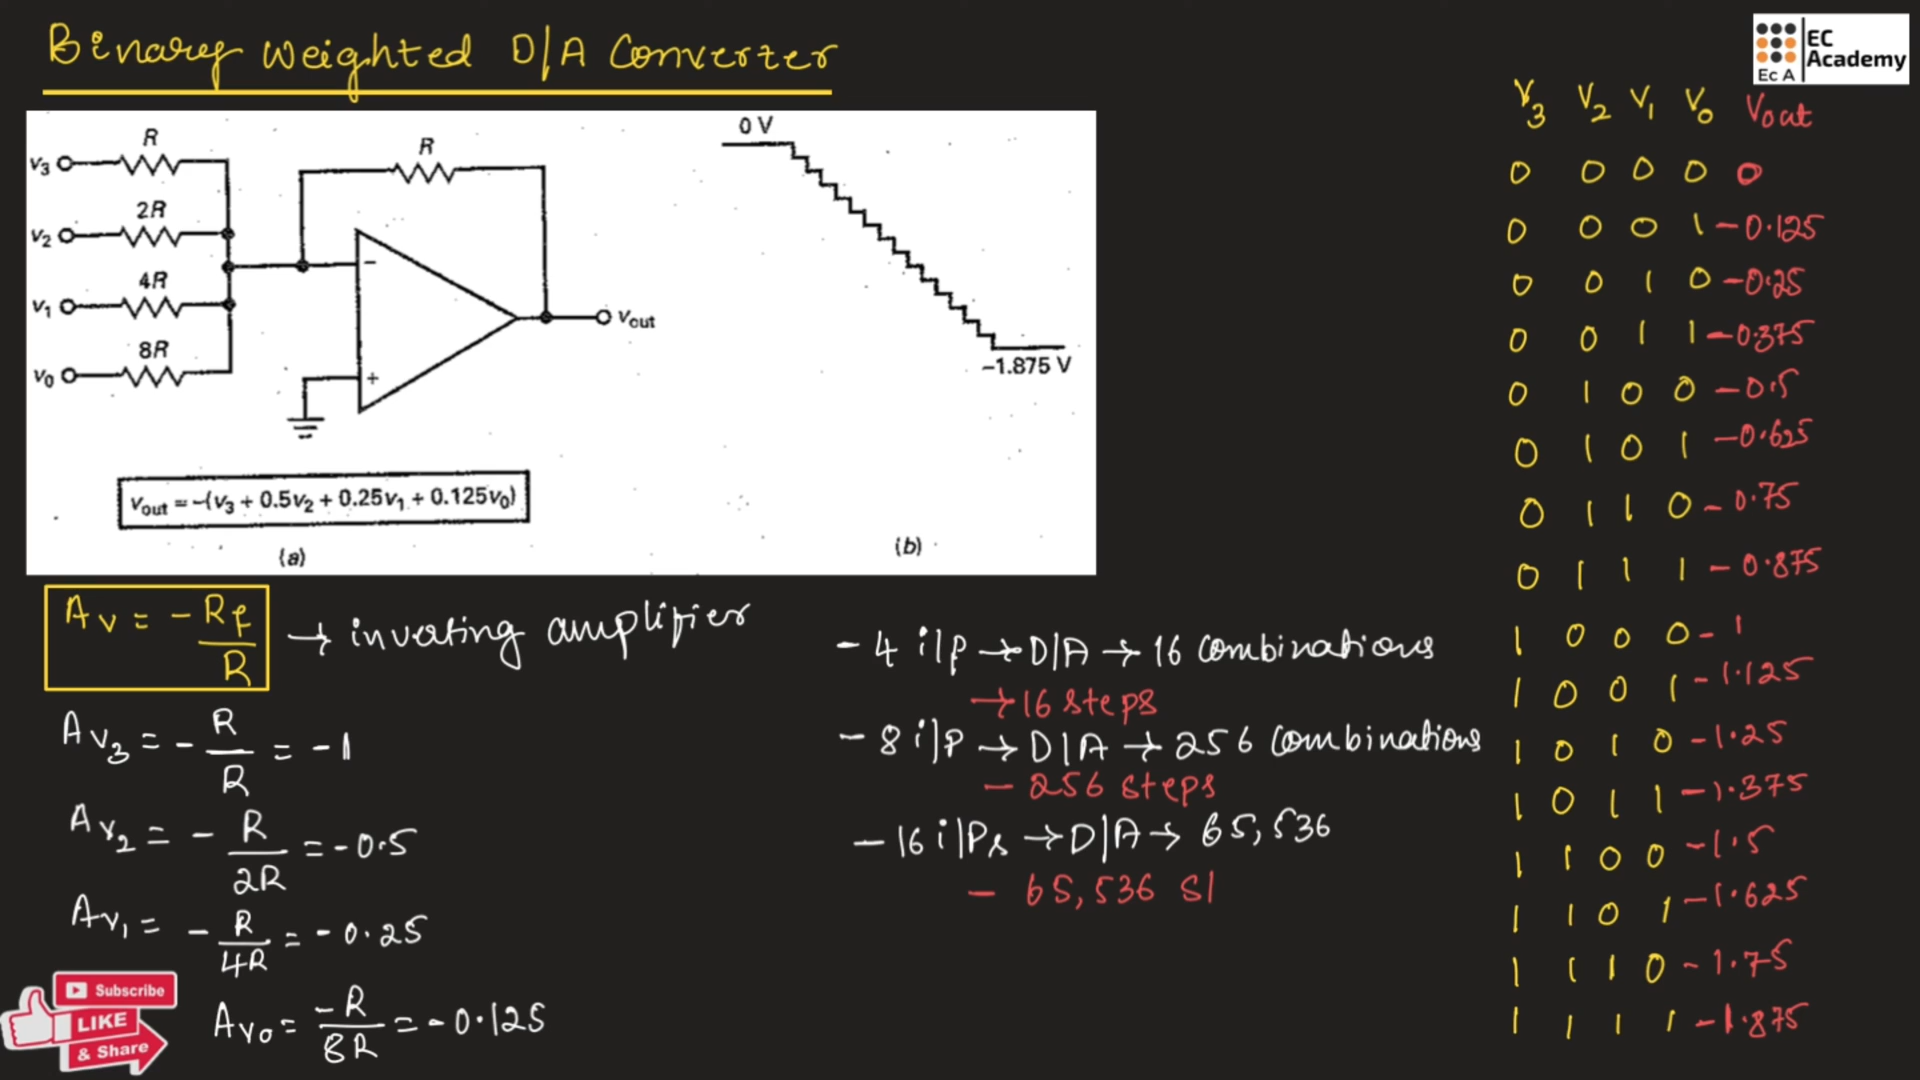 Binary Weighted D/A Converter
EC
Academy
Ec A
R
V3
2R
V2
4R
V1
8R
V0
R
−
+
Vout
0 V
−1.875 V
Vout = −(V3 + 0.5V2 + 0.25V1 + 0.125V0)
(a)
(b)
Av = -Rf/R → inverting amplifier
Av3 = -R/R = -1
Av2 = -R/2R = -0.5
Av1 = -R/4R = -0.25
Av0 = -R/8R = -0.125
- 4 i/p → D/A → 16 combinations
→ 16 steps
- 8 i/p → D/A → 256 combinations
- 256 steps
- 16 i/Ps → D/A → 65,536
- 65,536 st
V3 V2 V1 V0 Vout
0 0 0 0 0
0 0 0 1 -0.125
0 0 1 0 -0.25
0 0 1 1 -0.375
0 1 0 0 -0.5
0 1 0 1 -0.625
0 1 1 0 -0.75
0 1 1 1 -0.875
1 0 0 0 -1
1 0 0 1 -1.125
1 0 1 0 -1.25
1 0 1 1 -1.375
1 1 0 0 -1.5
1 1 0 1 -1.625
1 1 1 0 -1.75
1 1 1 1 -1.875
Subscribe
LIKE
& Share